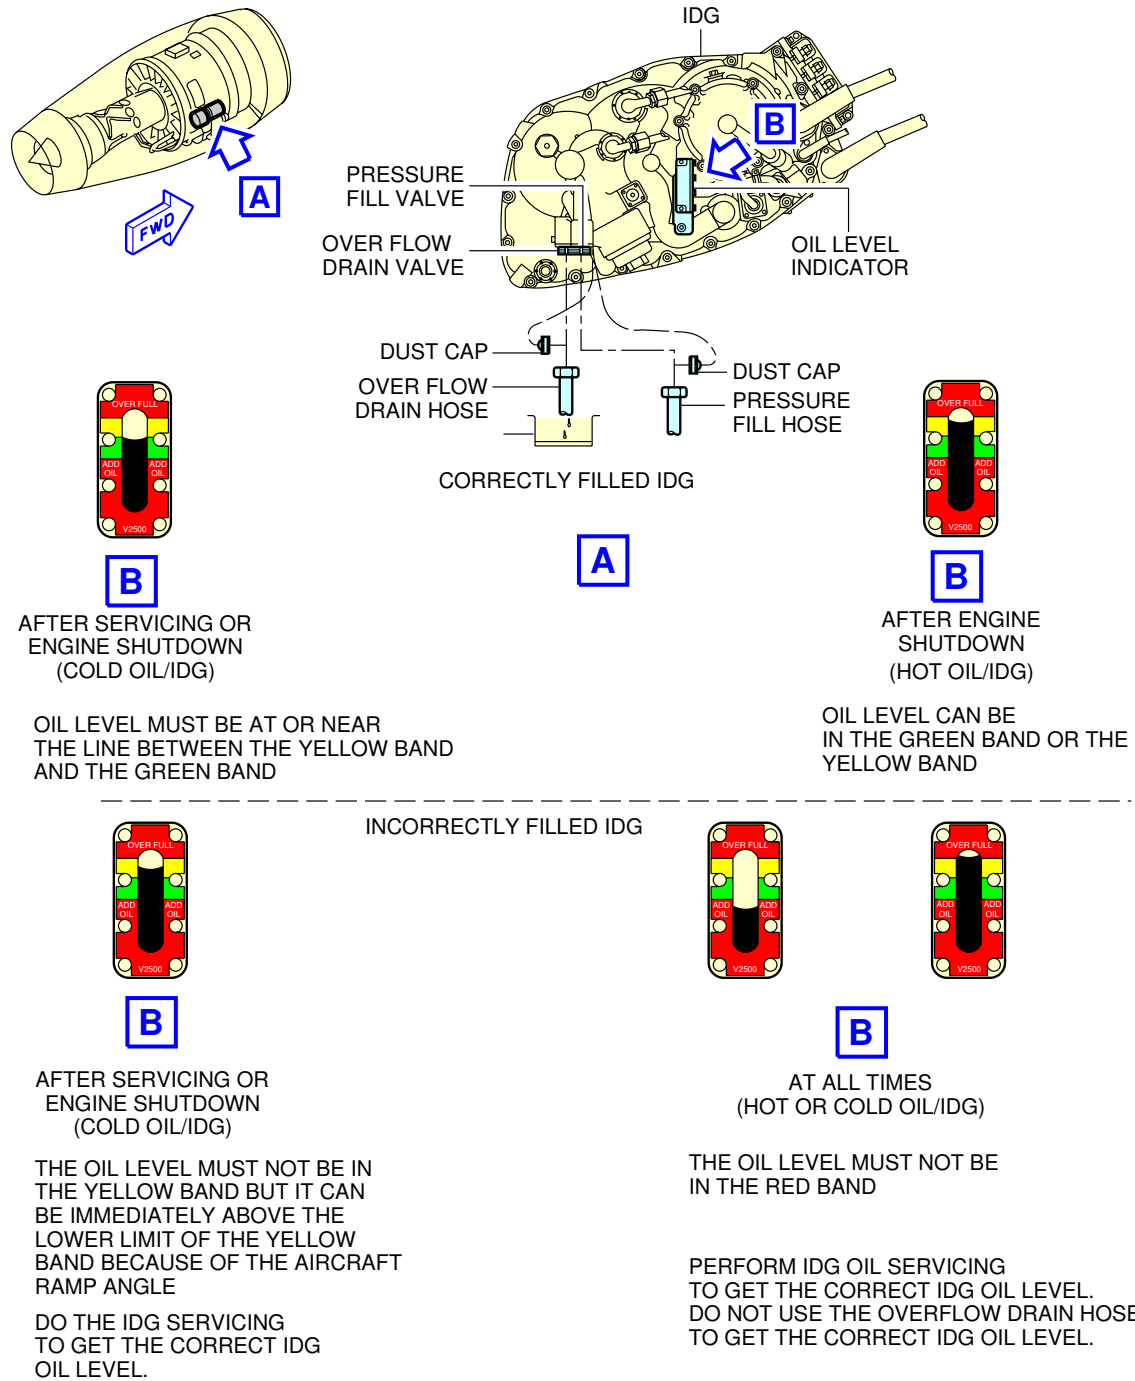 IDG
B
A
FWD
PRESSURE
FILL VALVE
OVER FLOW
DRAIN VALVE
OIL LEVEL
INDICATOR
DUST CAP
OVER FLOW
DRAIN HOSE
DUST CAP
PRESSURE
FILL HOSE
CORRECTLY FILLED IDG
A
OVER FULL
ADD ADD
OIL OIL
V2500
B
AFTER SERVICING OR
ENGINE SHUTDOWN
(COLD OIL/IDG)
OIL LEVEL MUST BE AT OR NEAR
THE LINE BETWEEN THE YELLOW BAND
AND THE GREEN BAND
OVER FULL
ADD ADD
OIL OIL
V2500
B
AFTER ENGINE
SHUTDOWN
(HOT OIL/IDG)
OIL LEVEL CAN BE
IN THE GREEN BAND OR THE
YELLOW BAND
INCORRECTLY FILLED IDG
OVER FULL
ADD ADD
OIL OIL
V2500
B
AFTER SERVICING OR
ENGINE SHUTDOWN
(COLD OIL/IDG)
THE OIL LEVEL MUST NOT BE IN
THE YELLOW BAND BUT IT CAN
BE IMMEDIATELY ABOVE THE
LOWER LIMIT OF THE YELLOW
BAND BECAUSE OF THE AIRCRAFT
RAMP ANGLE
DO THE IDG SERVICING
TO GET THE CORRECT IDG
OIL LEVEL.
OVER FULL
ADD ADD
OIL OIL
V2500
OVER FULL
ADD ADD
OIL OIL
V2500
B
AT ALL TIMES
(HOT OR COLD OIL/IDG)
THE OIL LEVEL MUST NOT BE
IN THE RED BAND
PERFORM IDG OIL SERVICING
TO GET THE CORRECT IDG OIL LEVEL.
DO NOT USE THE OVERFLOW DRAIN HOSE
TO GET THE CORRECT IDG OIL LEVEL.